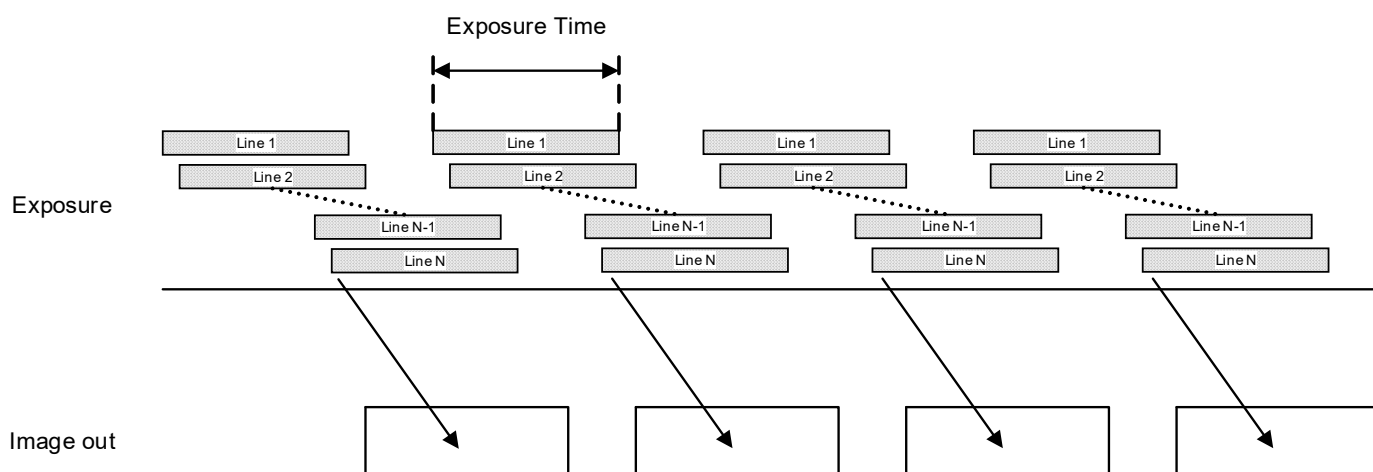 Exposure Time
Line 1 Line 1 Line 1 Line 1
Line 2 Line 2 Line 2 Line 2
Exposure
Line N-1 Line N-1 Line N-1 Line N-1
Line N Line N Line N Line N
Image out